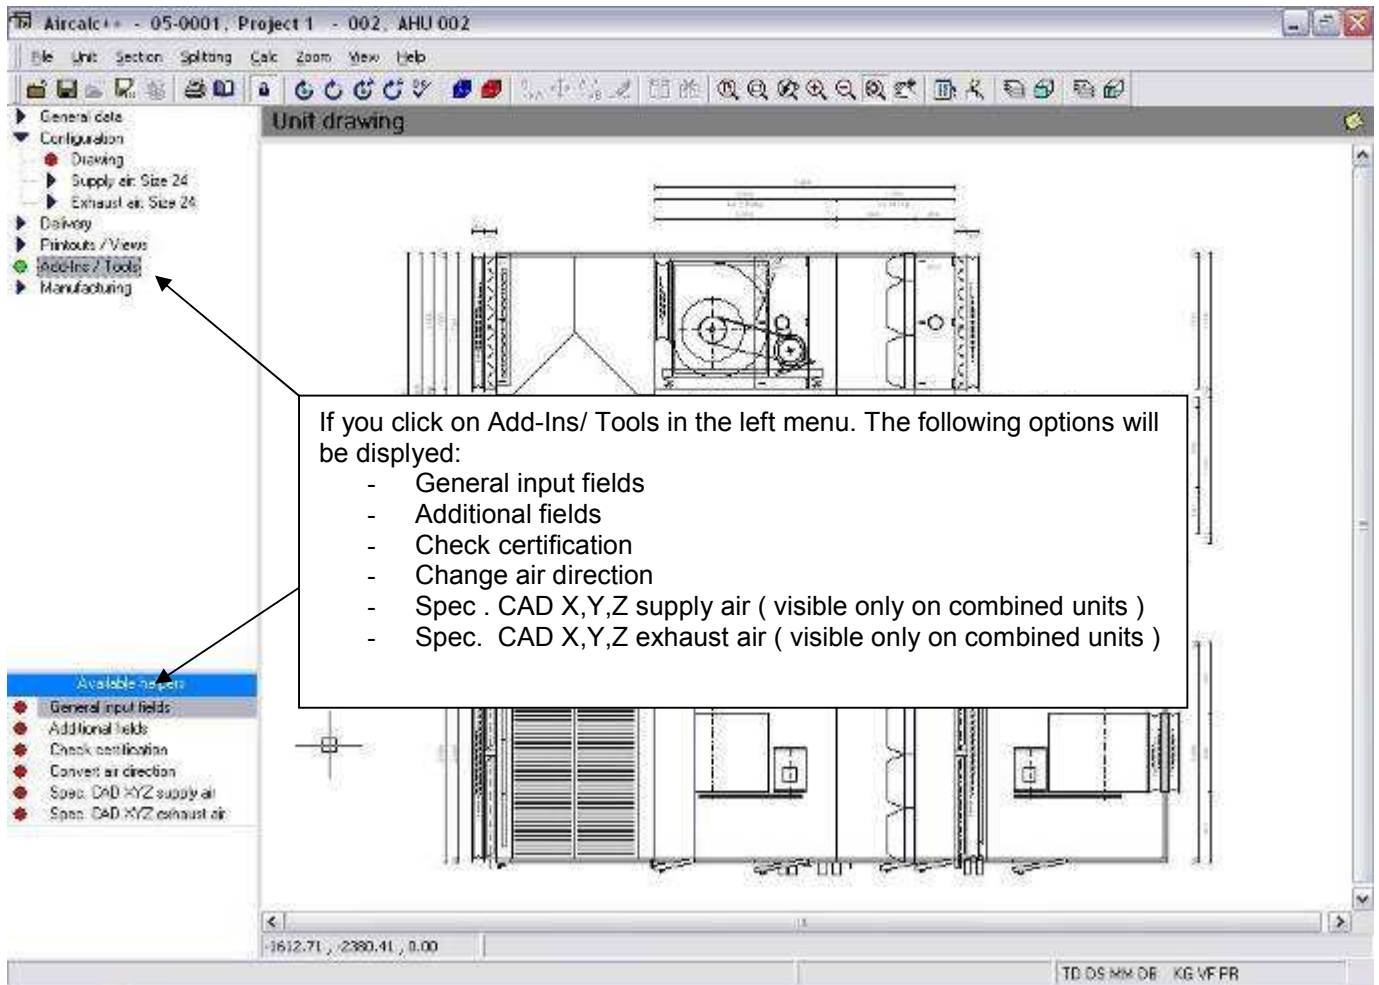 Aircalc++ - 05-0001, Project 1 - 002, AHU 002
File Unit Section Splitting Calc Zoom View Help
General data
Unit drawing
Configuration
Drawing
Supply air: Size 24
Exhaust air: Size 24
Delivery
Printouts / Views
Add-Ins / Tools
Manufacturing
If you click on Add-Ins/ Tools in the left menu. The following options will
be displyed:
- General input fields
- Additional fields
- Check certification
- Change air direction
- Spec . CAD X,Y,Z supply air ( visible only on combined units )
- Spec. CAD X,Y,Z exhaust air ( visible only on combined units )
Available helpers
General input fields
Additional fields
Check certification
Convert air direction
Spec. CAD XYZ supply air
Spec. CAD XYZ exhaust air
-1612.71 , -2380.41 , 0.00
TD DS MM DB KG VF PR